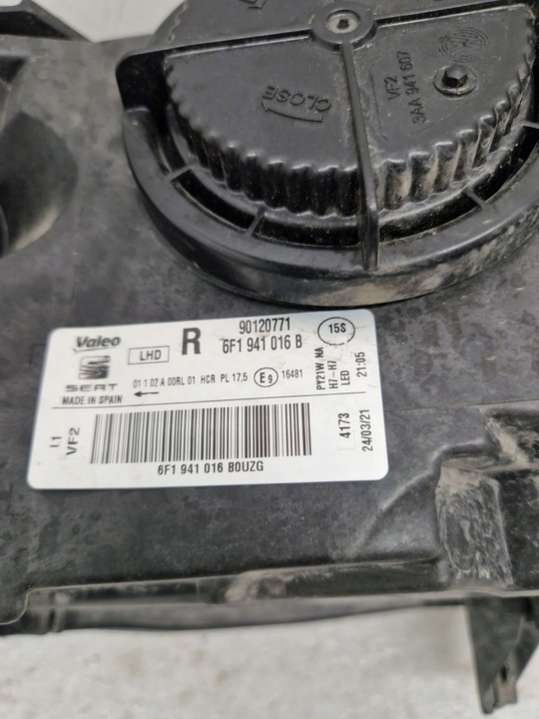 CLOSE
VF2
3AA 941 607
Valeo
SEAT
MADE IN SPAIN
LHD
R
90120771
6F1 941 016 B
15S
01 1 02 A 00RL 01 HCR PL 17,5
E9
16481
PY21W NA
H7-H7
LED
21:05
L1
VF2
4173
24/03/21
6F1 941 016 B0UZG